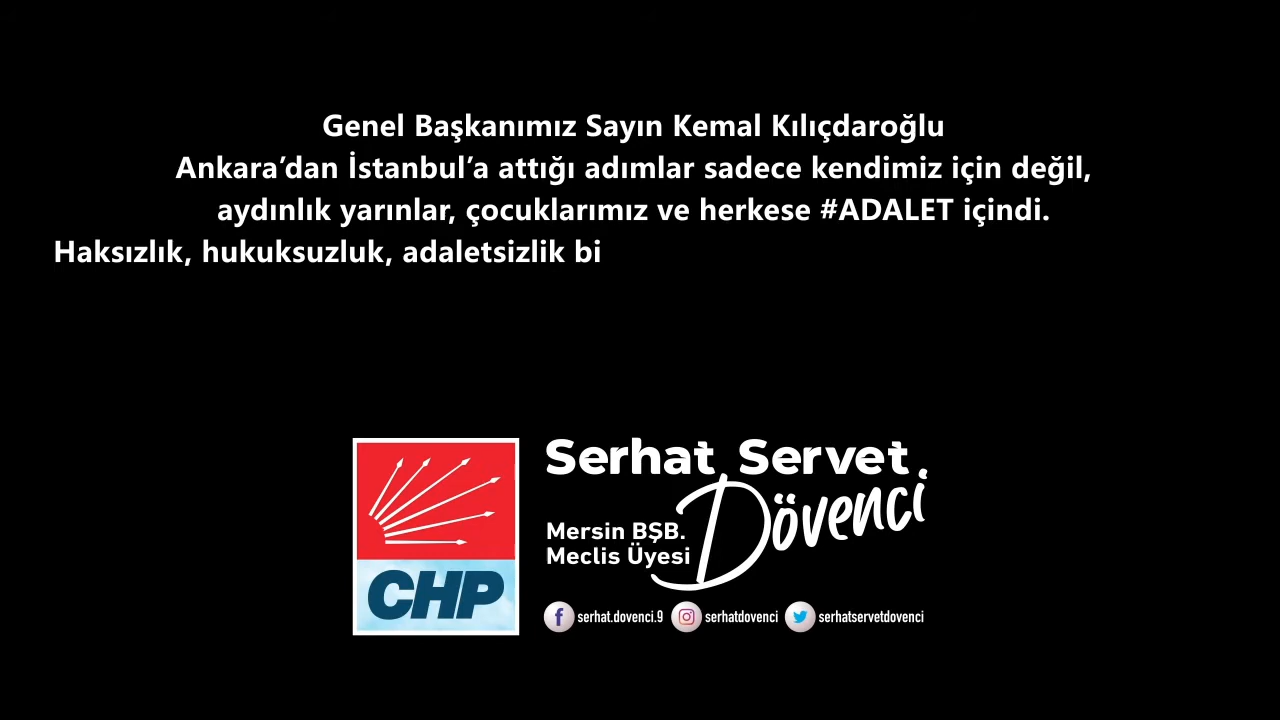 Genel Başkanımız Sayın Kemal Kılıçdaroğlu
Ankara’dan İstanbul’a attığı adımlar sadece kendimiz için değil,
aydınlık yarınlar, çocuklarımız ve herkese #ADALET içindi.
Haksızlık, hukuksuzluk, adaletsizlik bi
CHP
Serhat Servet
Dövenci
Mersin BŞB.
Meclis Üyesi
serhat.dovenci.9 serhatdovenci serhatservetdovenci